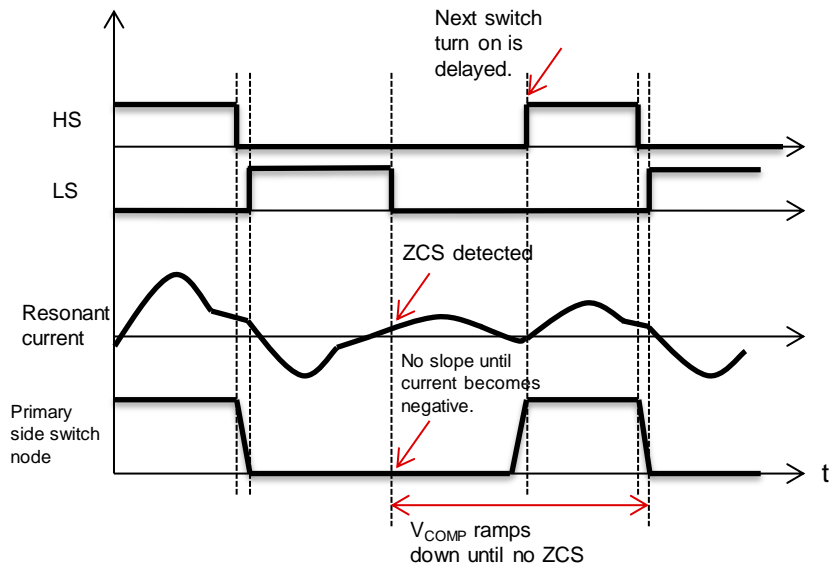 Next switch
turn on is
delayed.
HS
LS
ZCS detected
Resonant
current
No slope until
current becomes
negative.
Primary
side switch
node
t
V_COMP ramps
down until no ZCS